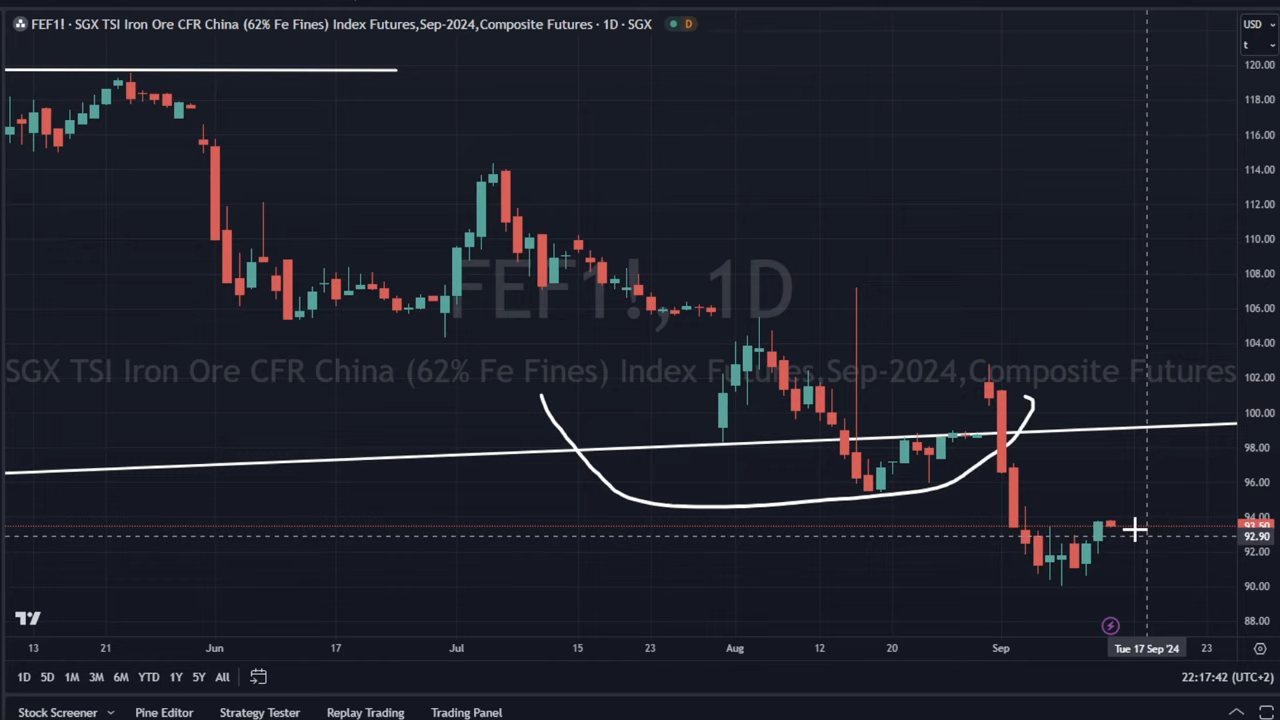 FEF1! · SGX TSI Iron Ore CFR China (62% Fe Fines) Index Futures,Sep-2024,Composite Futures · 1D · SGX D
USD
t
120.00
118.00
116.00
114.00
112.00
110.00
108.00
106.00
104.00
102.00
100.00
98.00
96.00
94.00
93.50
92.90
92.00
90.00
88.00
FEF1!, 1D
SGX TSI Iron Ore CFR China (62% Fe Fines) Index Futures,Sep-2024,Composite Futures
13 21 Jun 17 Jul 15 23 Aug 12 20 Sep Tue 17 Sep '24 23
1D 5D 1M 3M 6M YTD 1Y 5Y All 22:17:42 (UTC+2)
Stock Screener Pine Editor Strategy Tester Replay Trading Trading Panel